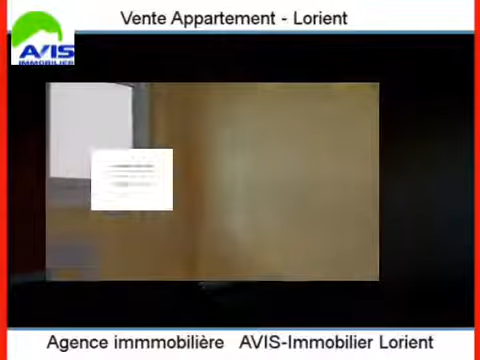 Vente Appartement - Lorient
AVIS
IMMOBILIER
Agence immmobilière AVIS-Immobilier Lorient